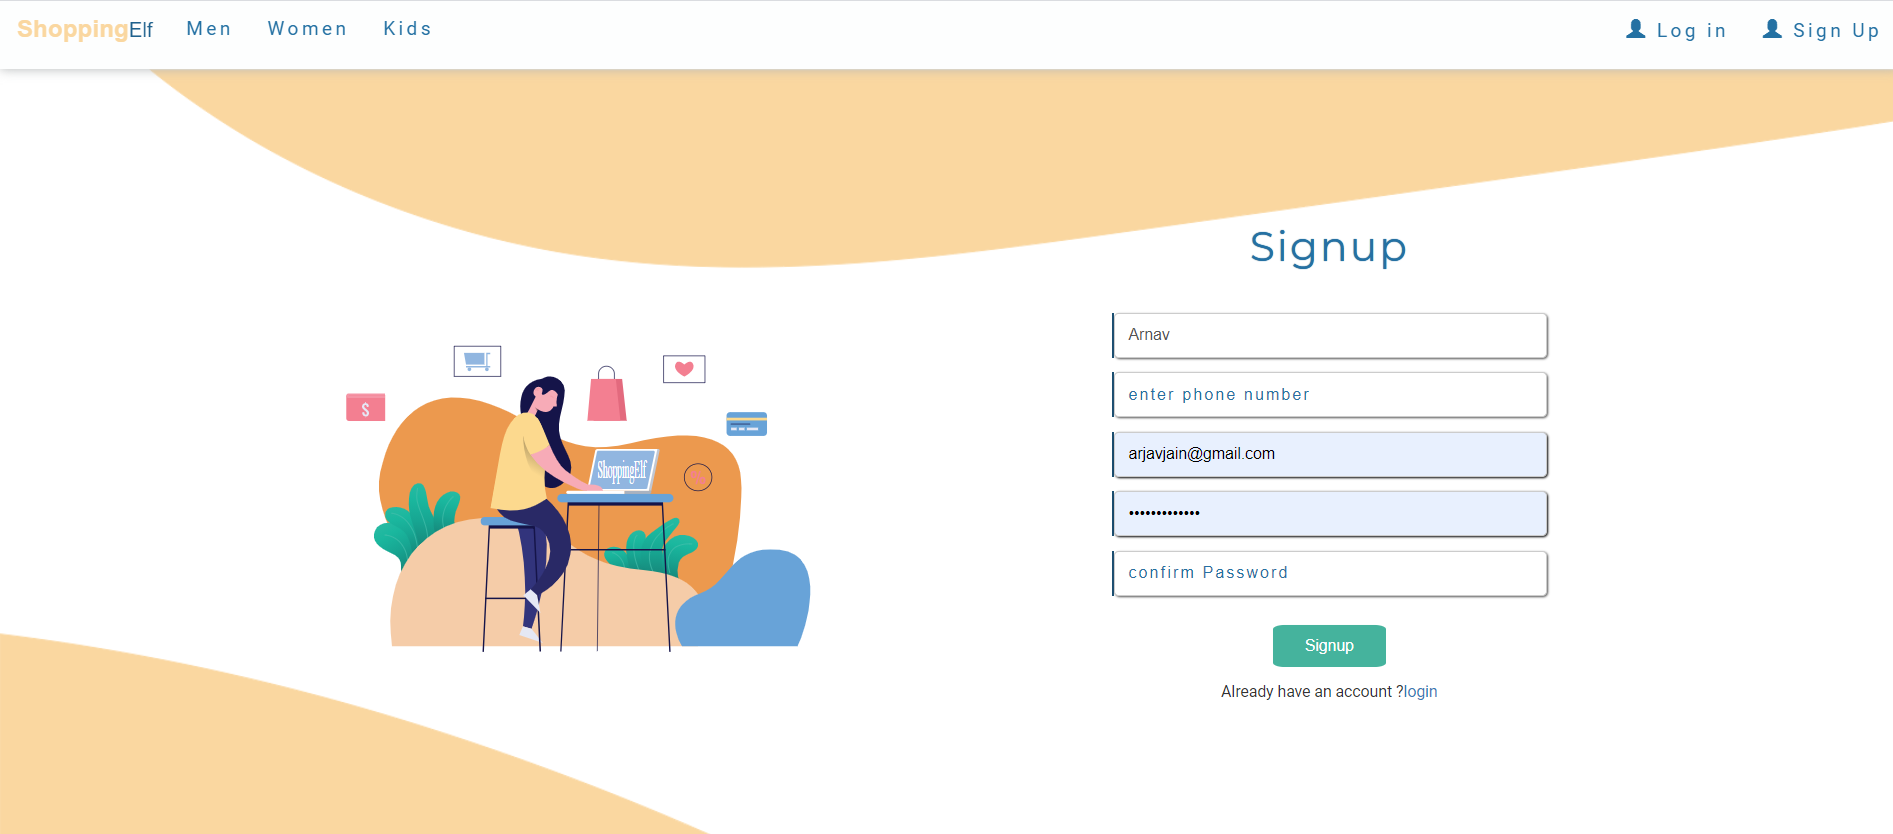 ShoppingElf Men Women Kids Log in Sign Up
Signup
Arnav
enter phone number
arjavjain@gmail.com
•••••••••••••
confirm Password
Signup
Already have an account ?login
$
ShoppingElf